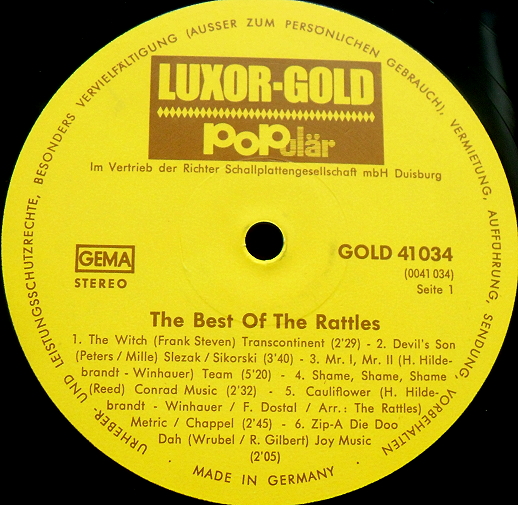 URHEBER- UND LEISTUNGSSCHUTZRECHTE, BESONDERS VERVIELFÄLTIGUNG (AUSSER ZUM PERSÖNLICHEN GEBRAUCH), VERMIETUNG, AUFFÜHRUNG, SENDUNG, VORBEHALTEN
LUXOR-GOLD
POPulär
Im Vertrieb der Richter Schallplattengesellschaft mbH Duisburg
GEMA
STEREO
GOLD 41034
(0041 034)
Seite 1
The Best Of The Rattles
1. The Witch (Frank Steven) Transcontinent (2'29) - 2. Devil's Son
(Peters / Mille) Slezak / Sikorski (3'40) - 3. Mr. I, Mr. II (H. Hilde-
brandt - Winhauer) Team (5'20) - 4. Shame, Shame, Shame
(Reed) Conrad Music (2'32) - 5. Cauliflower (H. Hilde-
brandt - Winhauer / F. Dostal / Arr.: The Rattles)
Metric / Chappel (2'45) - 6. Zip-A Die Doo
Dah (Wrubel / R. Gilbert) Joy Music
(2'05)
· MADE IN GERMANY ·